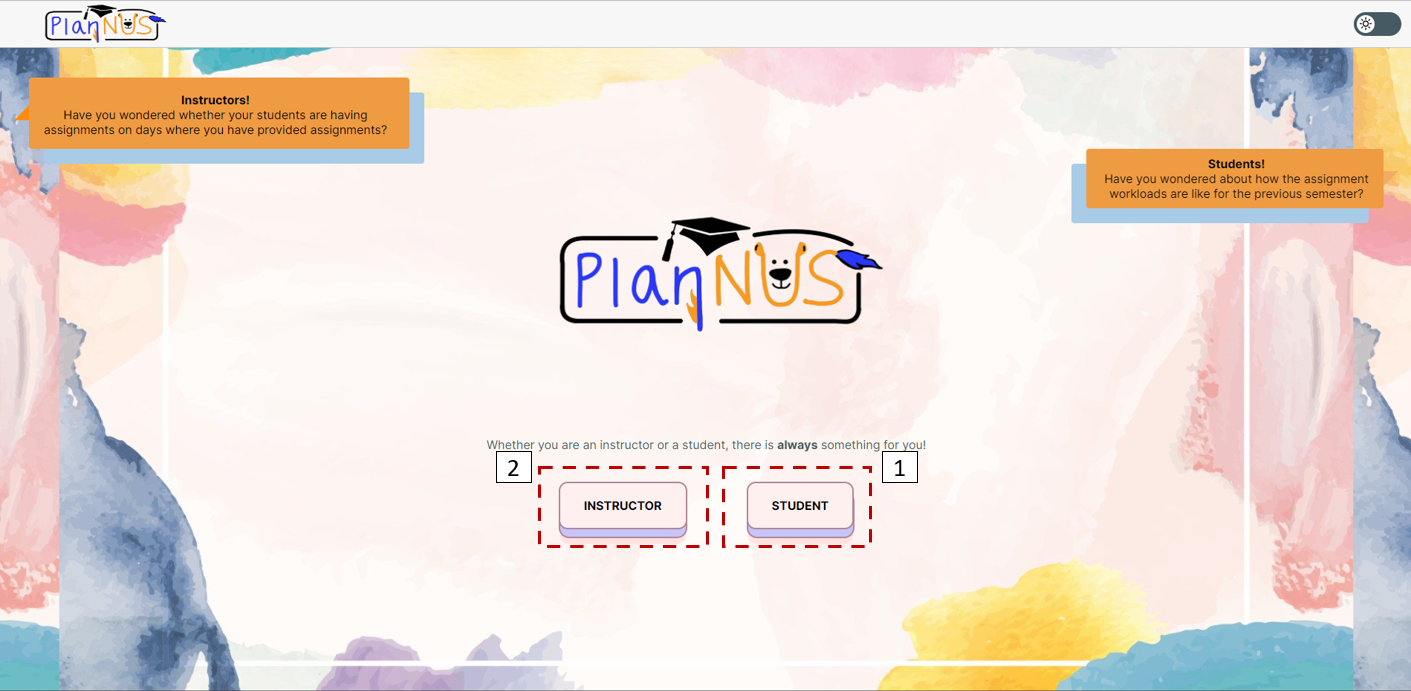 PlanNUS
Instructors!
Have you wondered whether your students are having
assignments on days where you have provided assignments?
Students!
Have you wondered about how the assignment
workloads are like for the previous semester?
PlanNUS
Whether you are an instructor or a student, there is always something for you!
2
1
INSTRUCTOR
STUDENT